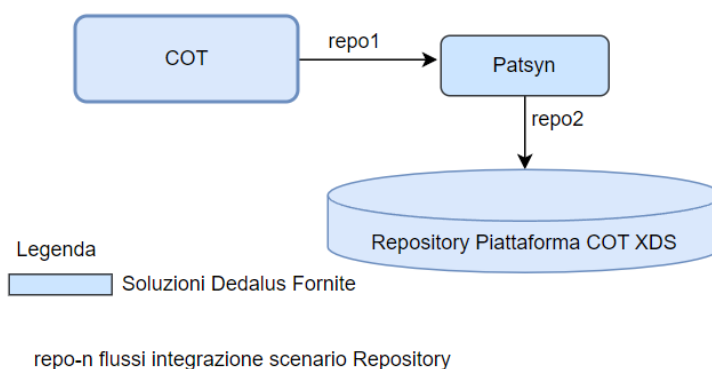 COT
repo1
Patsyn
repo2
Repository Piattaforma COT XDS
Legenda
Soluzioni Dedalus Fornite
repo-n flussi integrazione scenario Repository